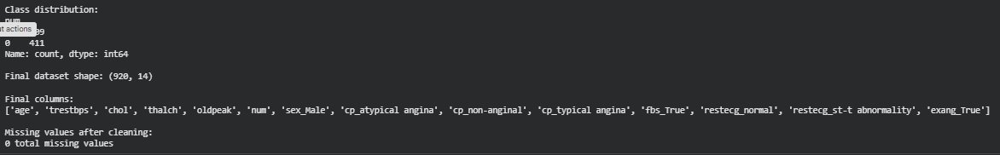 Class distribution:
num
ut actions
09
0    411
Name: count, dtype: int64
Final dataset shape: (920, 14)
Final columns:
['age', 'trestbps', 'chol', 'thalch', 'oldpeak', 'num', 'sex_Male', 'cp_atypical angina', 'cp_non-anginal', 'cp_typical angina', 'fbs_True', 'restecg_normal', 'restecg_st-t abnormality', 'exang_True']
Missing values after cleaning:
0 total missing values